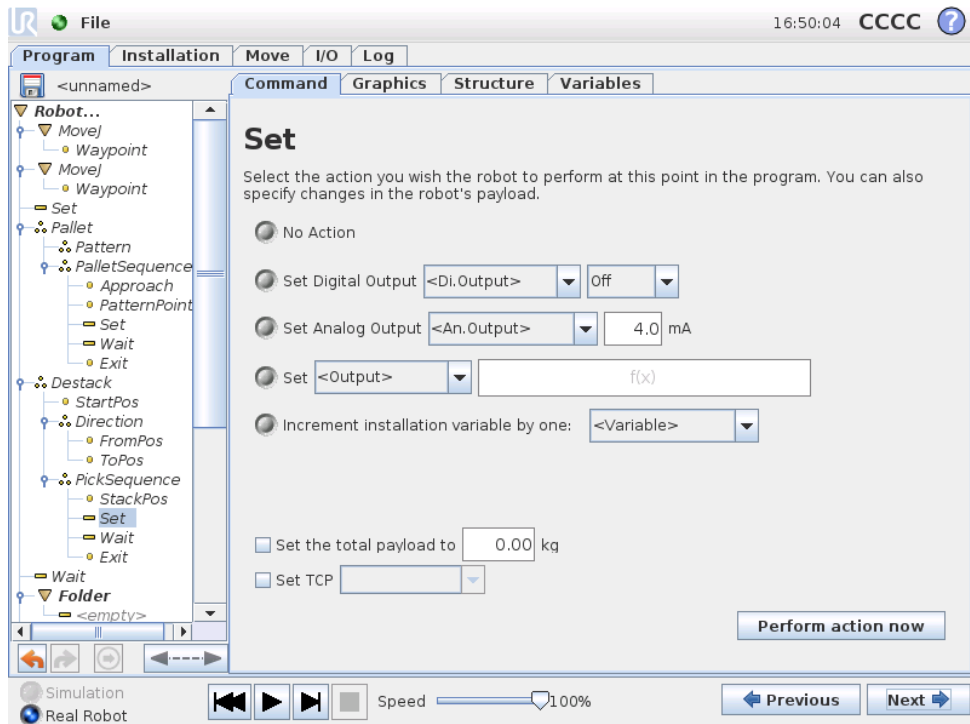 UR File 16:50:04 CCCC ?
Program Installation Move I/O Log
<unnamed>
Command Graphics Structure Variables
Robot...
MoveJ
Waypoint
MoveJ
Waypoint
Set
Pallet
Pattern
PalletSequence
Approach
PatternPoint
Set
Wait
Exit
Destack
StartPos
Direction
FromPos
ToPos
PickSequence
StackPos
Set
Wait
Exit
Wait
Folder
<empty>
Set
Select the action you wish the robot to perform at this point in the program. You can also
specify changes in the robot's payload.
No Action
Set Digital Output <Di.Output> Off
Set Analog Output <An.Output> 4.0 mA
Set <Output> f(x)
Increment installation variable by one: <Variable>
Set the total payload to 0.00 kg
Set TCP
Perform action now
Simulation
Real Robot
Speed 100%
Previous Next